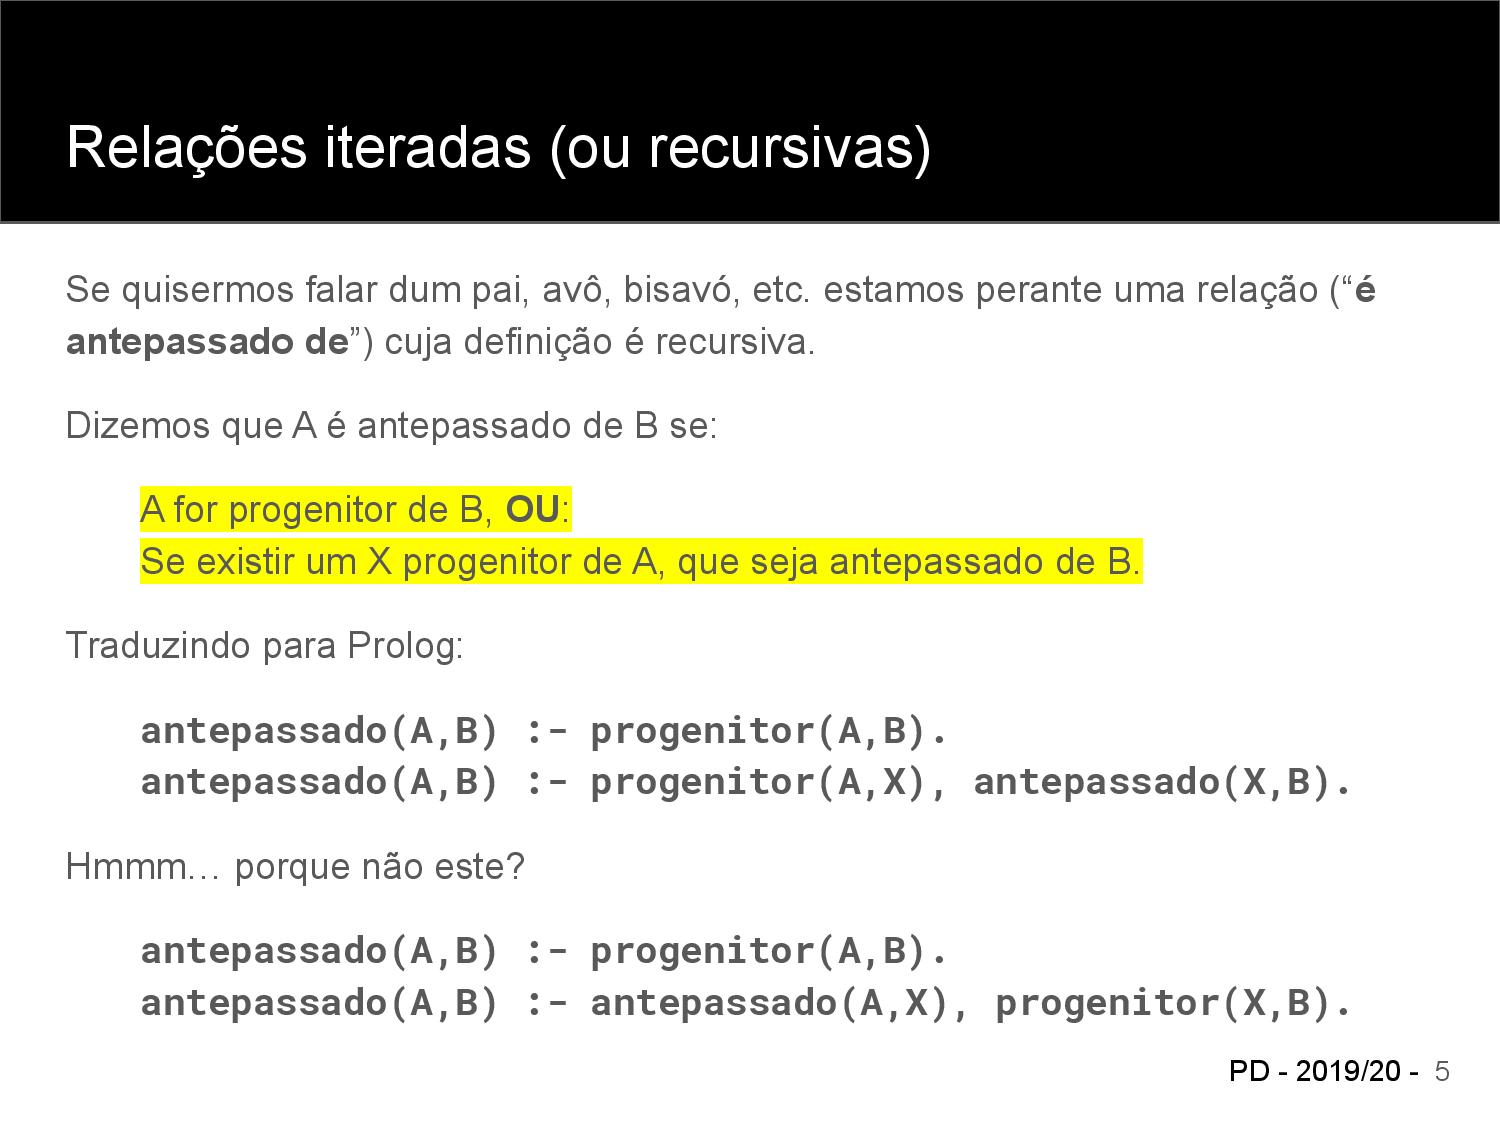 Relações iteradas (ou recursivas)
Se quisermos falar dum pai, avô, bisavó, etc. estamos perante uma relação (“é
antepassado de”) cuja definição é recursiva.
Dizemos que A é antepassado de B se:
A for progenitor de B, OU:
Se existir um X progenitor de A, que seja antepassado de B.
Traduzindo para Prolog:
antepassado(A,B) :- progenitor(A,B).
antepassado(A,B) :- progenitor(A,X), antepassado(X,B).
Hmmm… porque não este?
antepassado(A,B) :- progenitor(A,B).
antepassado(A,B) :- antepassado(A,X), progenitor(X,B).
PD - 2019/20 - 5